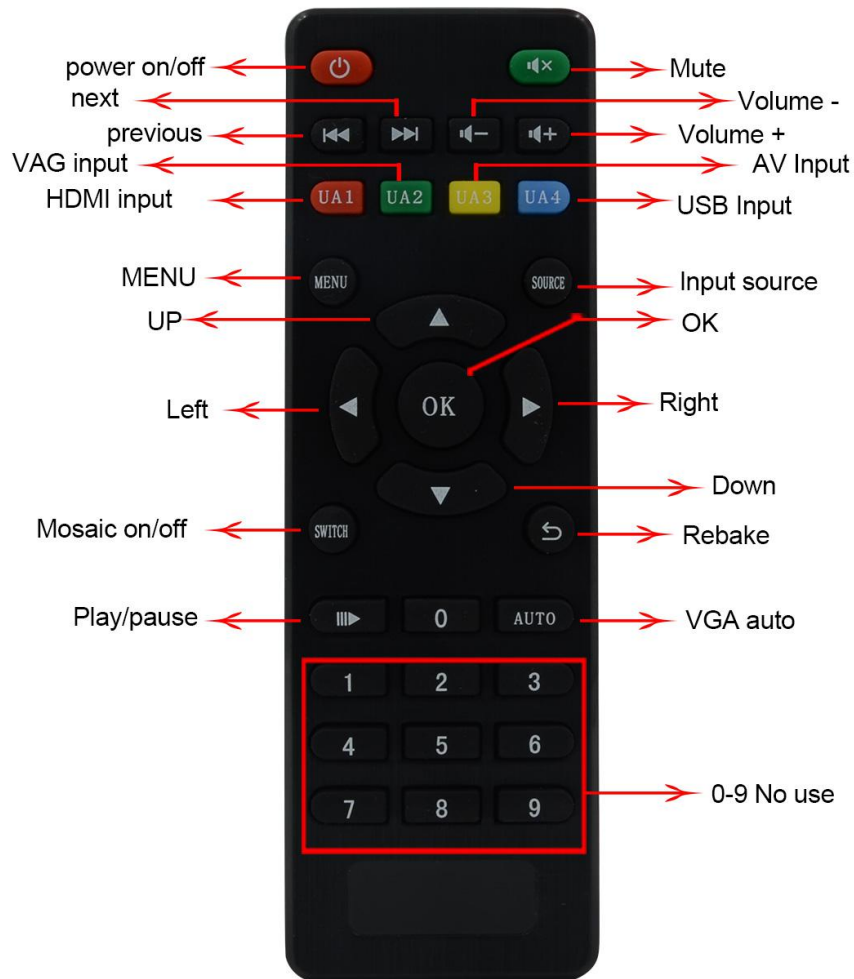 power on/off
Mute
next
Volume -
previous
Volume +
VAG input
AV Input
HDMI input
UA1 UA2 UA3 UA4
USB Input
MENU
MENU
SOURCE
Input source
UP
OK
Left
OK
Right
Down
Mosaic on/off
SWITCH
Rebake
Play/pause
0
AUTO
VGA auto
1 2 3
4 5 6
0-9 No use
7 8 9